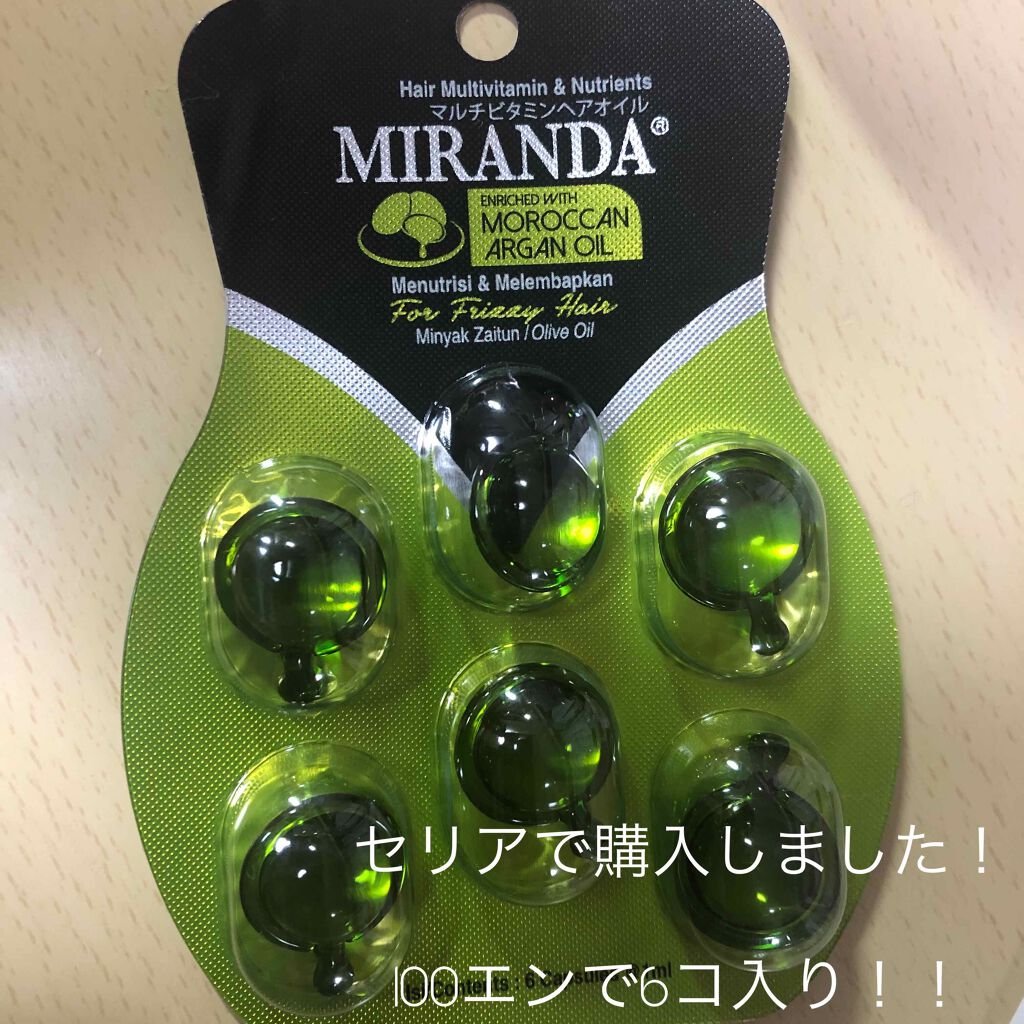 Hair Multivitamin & Nutrients
マルチビタミンヘアオイル
MIRANDA®
ENRICHED WITH
MOROCCAN
ARGAN OIL
Menutrisi & Melembapkan
For Frizzy Hair
Minyak Zaitun / Olive Oil
セリアで購入しました！
100エンで6コ入り！！
Contents : 6